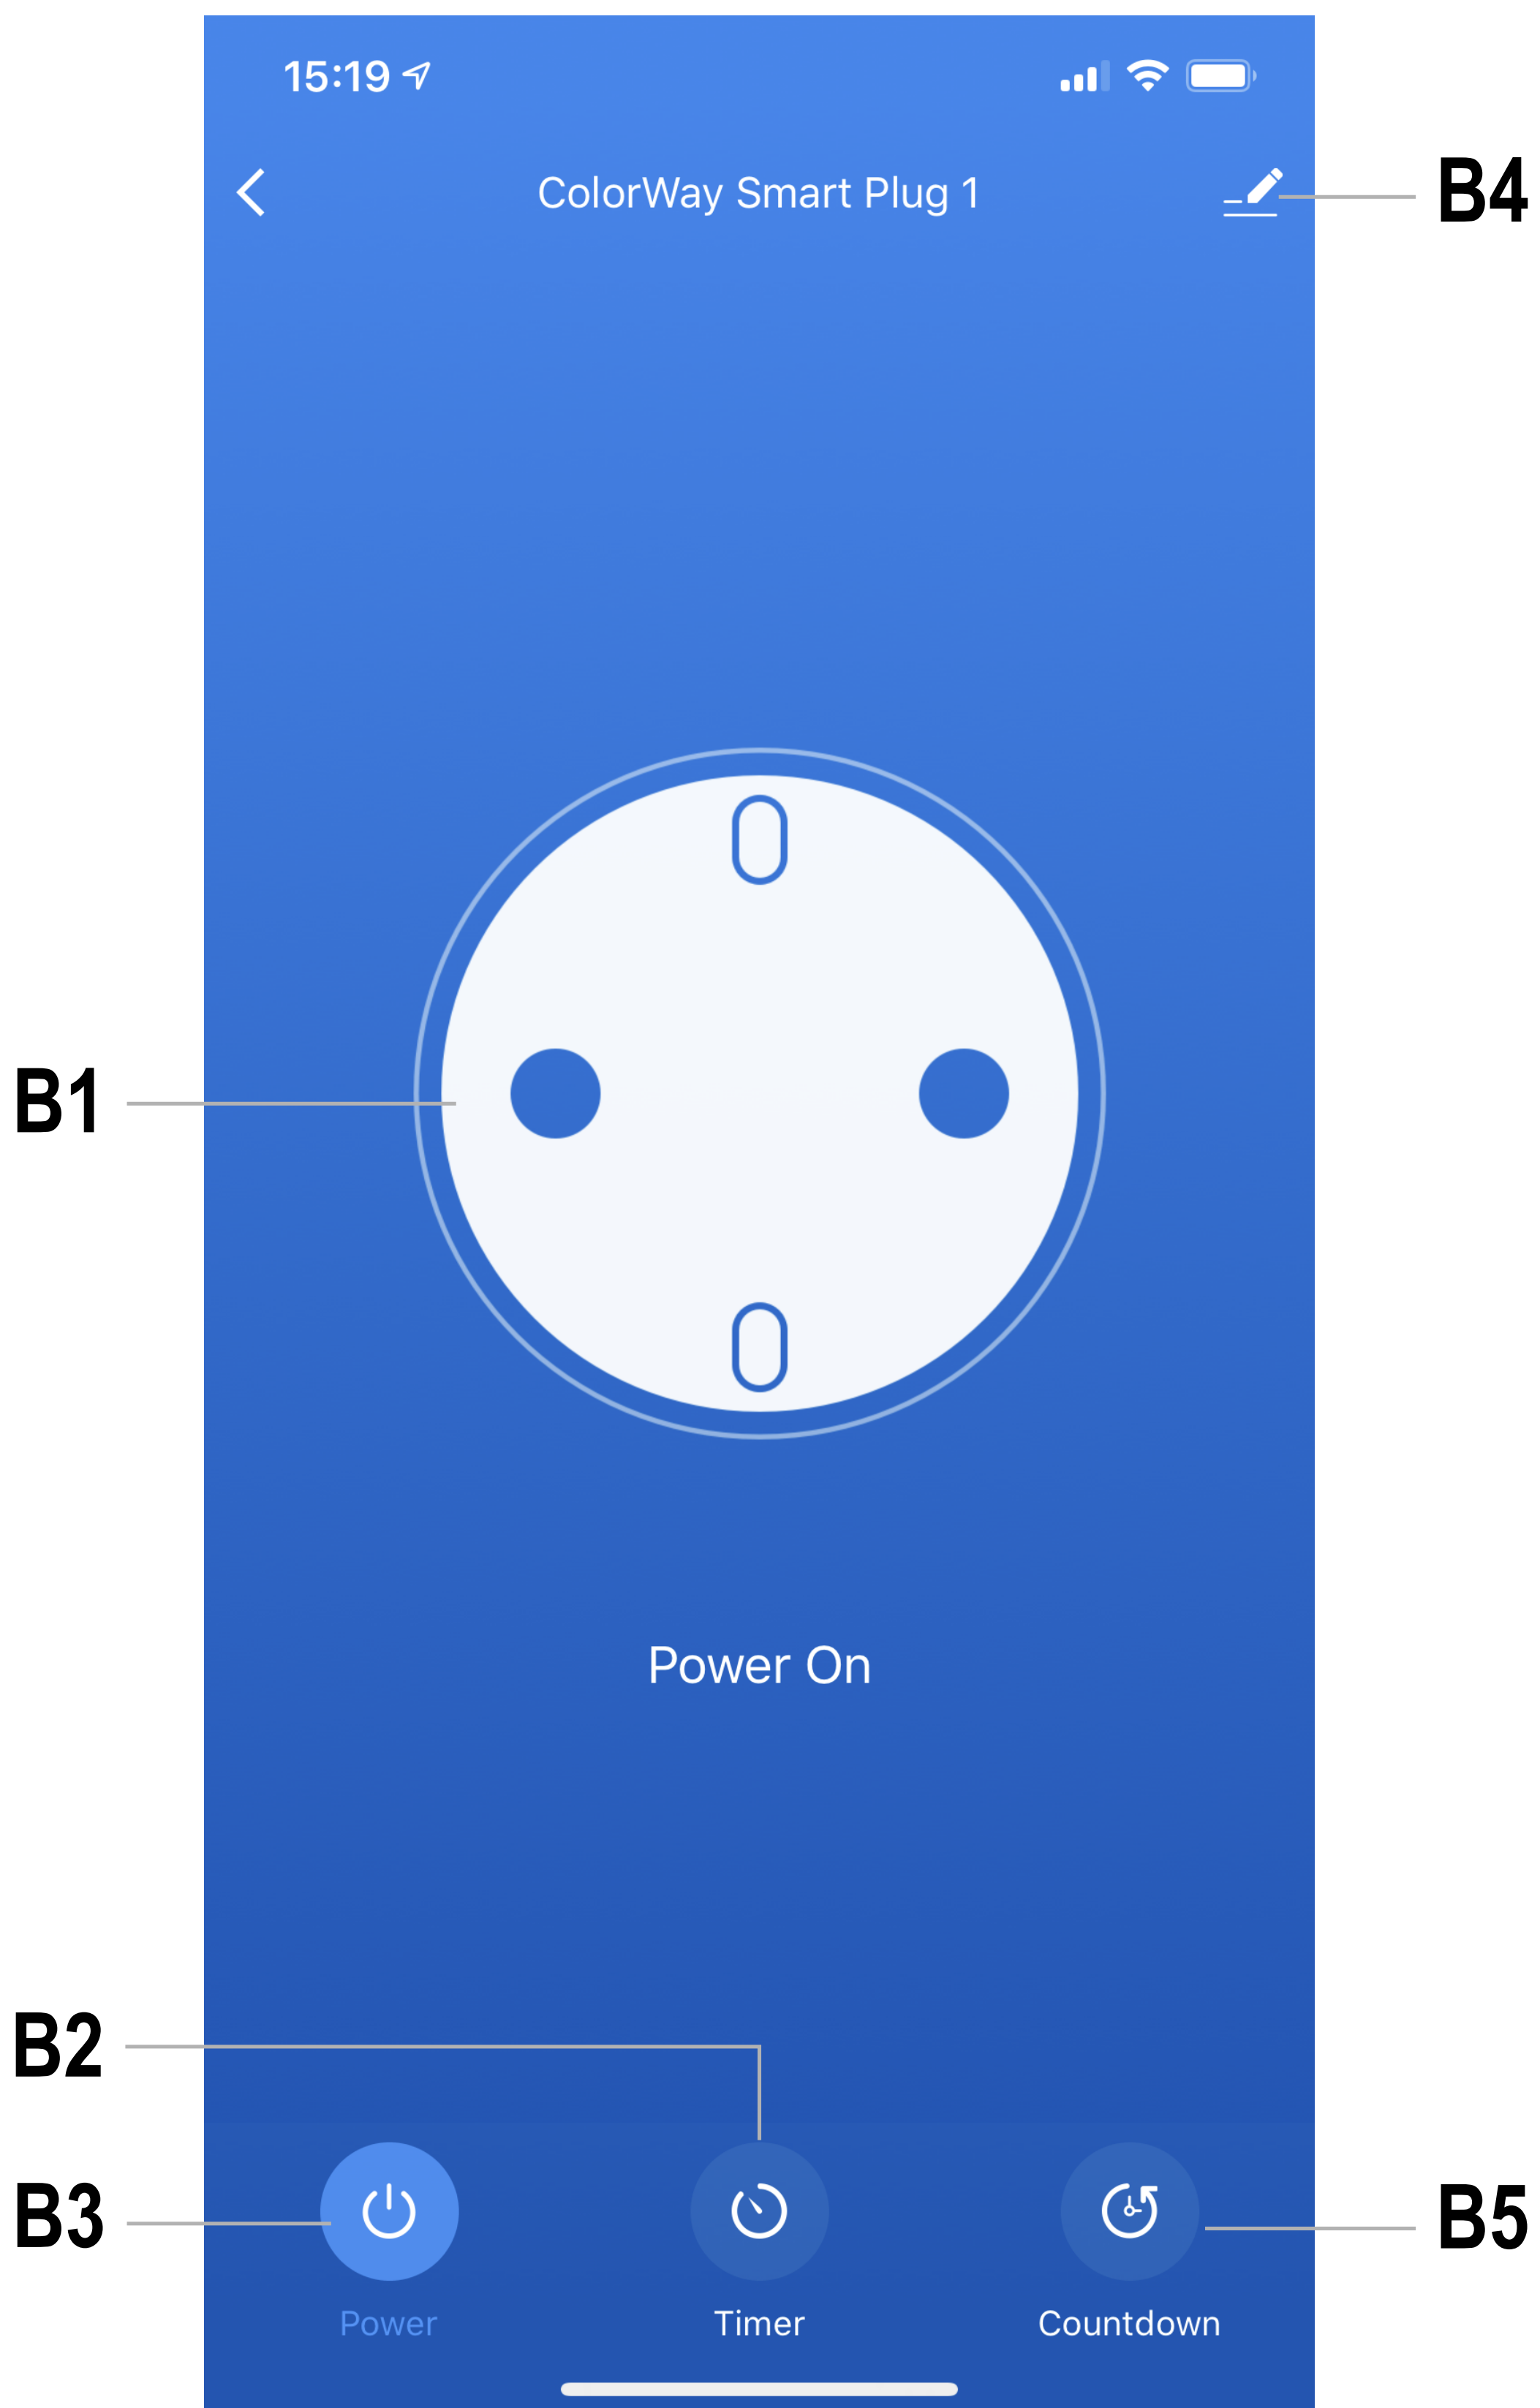 15:19
ColorWay Smart Plug 1
B4
B1
Power On
B2
B3
B5
Power
Timer
Countdown